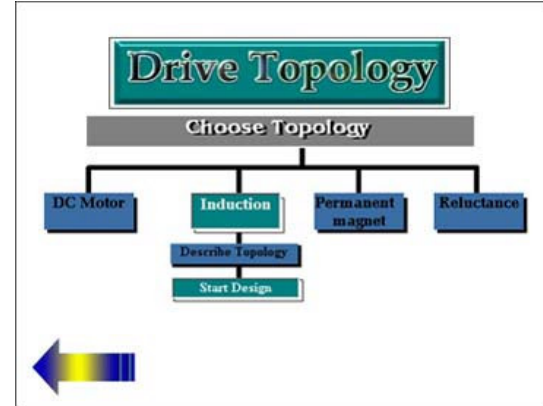 Drive Topology
Choose Topology
DC Motor
Induction
Permanent
magnet
Reluctance
Describe Topology
Start Design